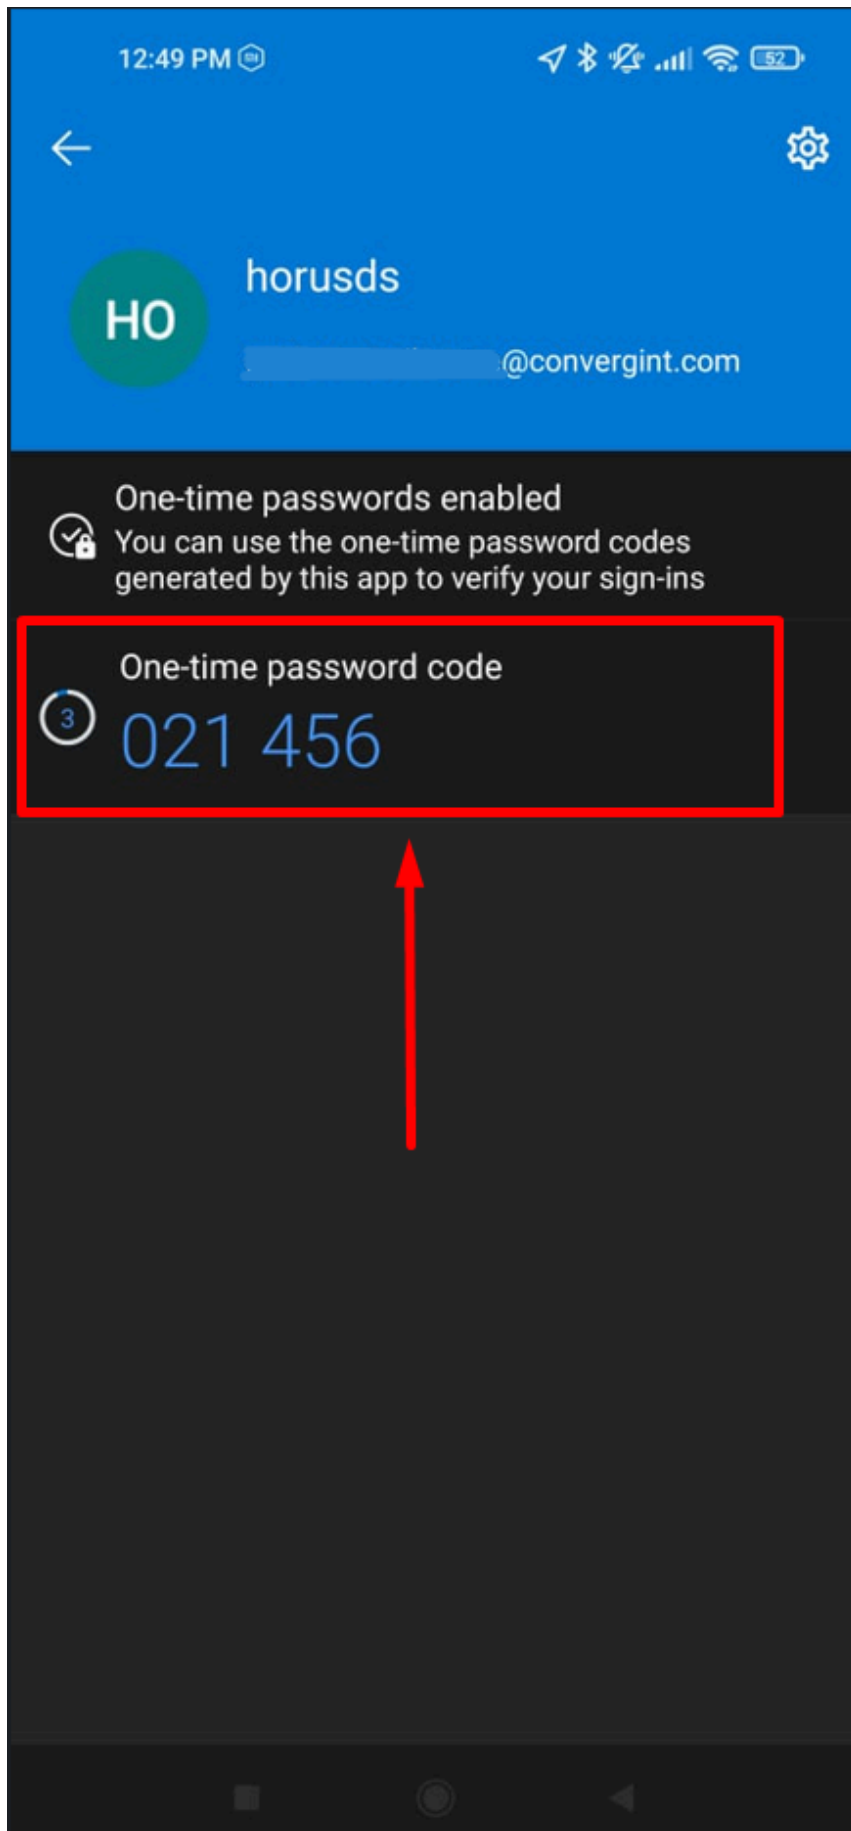 12:49 PM
52
HO
horusds
@convergint.com
One-time passwords enabled
You can use the one-time password codes
generated by this app to verify your sign-ins
One-time password code
3
021 456